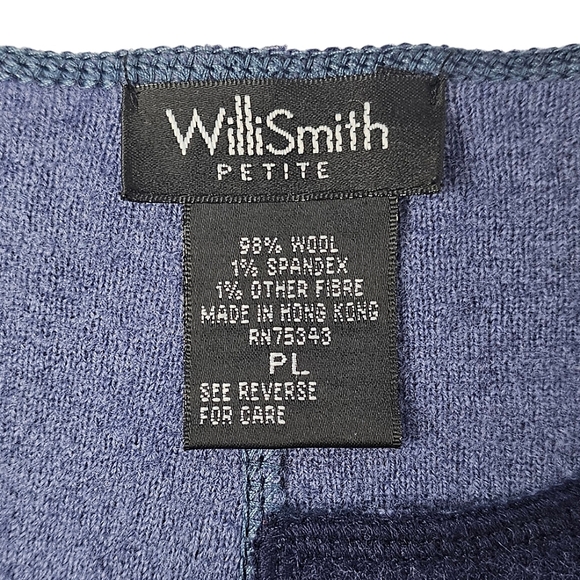 WilliSmith
PETITE
98% WOOL
1% SPANDEX
1% OTHER FIBRE
MADE IN HONG KONG
RN75343
PL
SEE REVERSE
FOR CARE